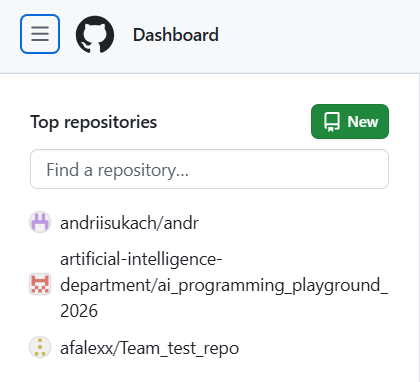 Dashboard
Top repositories
New
Find a repository...
andriisukach/andr
artificial-intelligence-
department/ai_programming_playground_
2026
afalexx/Team_test_repo